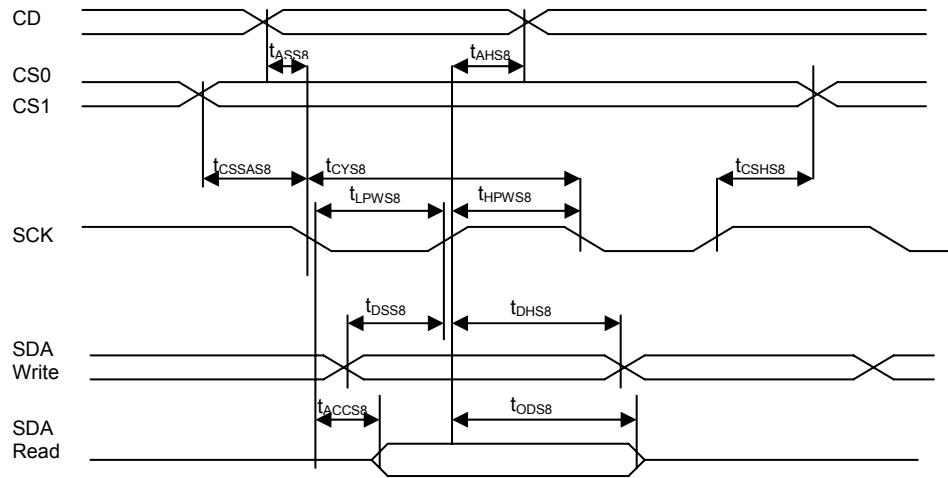 CD
tASS8
tAHS8
CS0
CS1
tCSSAS8
tCYS8
tCSHS8
tLPWS8
tHPWS8
SCK
tDSS8
tDHS8
SDA
Write
tACCS8
tODS8
SDA
Read